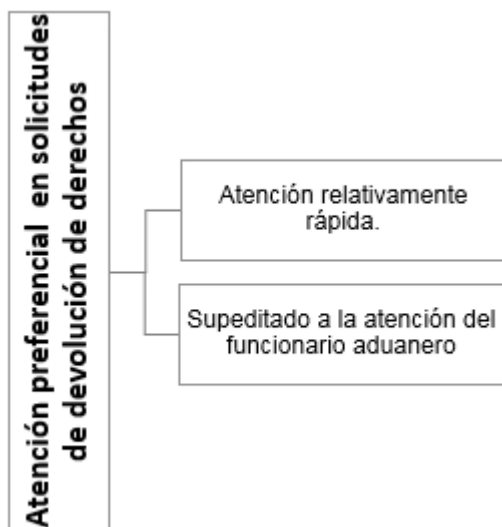 Atención preferencial en solicitudes
de devolución de derechos
Atención relativamente
rápida.
Supeditado a la atención del
funcionario aduanero